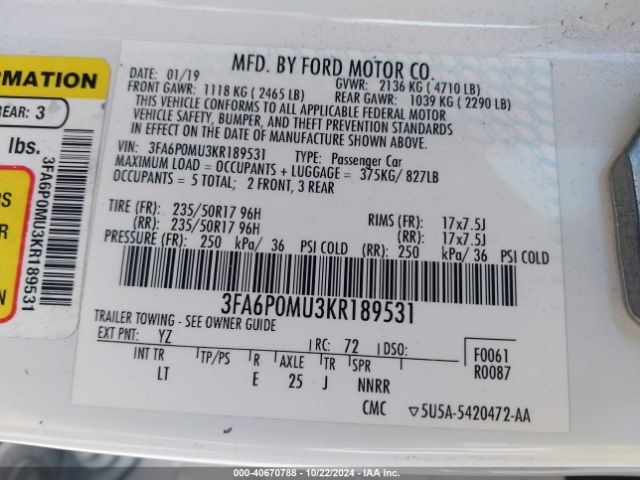 ORMATION
REAR: 3
lbs.
3FA6P0MU3KR189531
MFD. BY FORD MOTOR CO.
DATE: 01/19
GVWR: 2136 KG ( 4710 LB)
FRONT GAWR: 1118 KG ( 2465 LB)
REAR GAWR: 1039 KG ( 2290 LB)
THIS VEHICLE CONFORMS TO ALL APPLICABLE FEDERAL MOTOR
VEHICLE SAFETY, BUMPER, AND THEFT PREVENTION STANDARDS
IN EFFECT ON THE DATE OF MANUFACTURE SHOWN ABOVE.
VIN: 3FA6P0MU3KR189531 TYPE: Passenger Car
MAXIMUM LOAD = OCCUPANTS + LUGGAGE = 375KG/ 827LB
OCCUPANTS = 5 TOTAL; 2 FRONT, 3 REAR
TIRE (FR): 235/50R17 96H RIMS (FR): 17x7.5J
(RR): 235/50R17 96H (RR): 17x7.5J
PRESSURE (FR): 250 kPa/ 36 PSI COLD (RR): 250 kPa/ 36 PSI COLD
3FA6P0MU3KR189531
TRAILER TOWING - SEE OWNER GUIDE
EXT PNT: YZ RC: 72 DSO: F0061
R0087
INT TR TP/PS R AXLE TR SPR
LT E 25 J NNRR
CMC ▽5U5A-5420472-AA
000-40670788 - 10/22/2024 - IAA Inc.